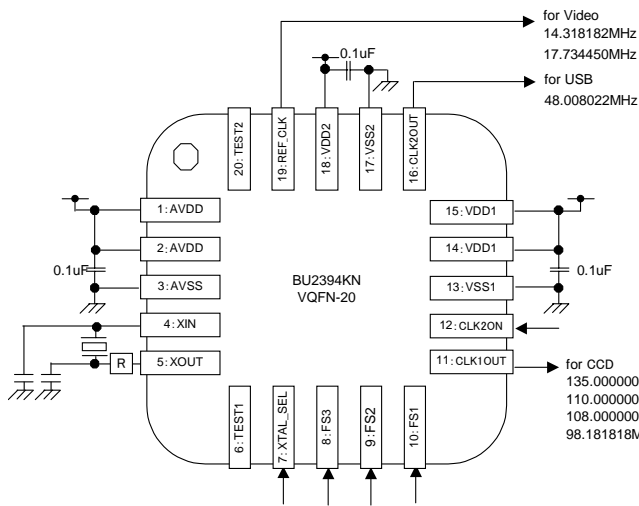 for Video
14.318182MHz
17.734450MHz
0.1uF
for USB
48.008022MHz
20:TEST2
19:REF_CLK
18:VDD2
17:VSS2
16:CLK2OUT
1:AVDD
2:AVDD
3:AVSS
4:XIN
5:XOUT
0.1uF
R
BU2394KN
VQFN-20
15:VDD1
14:VDD1
13:VSS1
12:CLK2ON
11:CLK1OUT
0.1uF
6:TEST1
7:XTAL_SEL
8:FS3
9:FS2
10:FS1
for CCD
135.000000
110.000000
108.000000
98.181818M